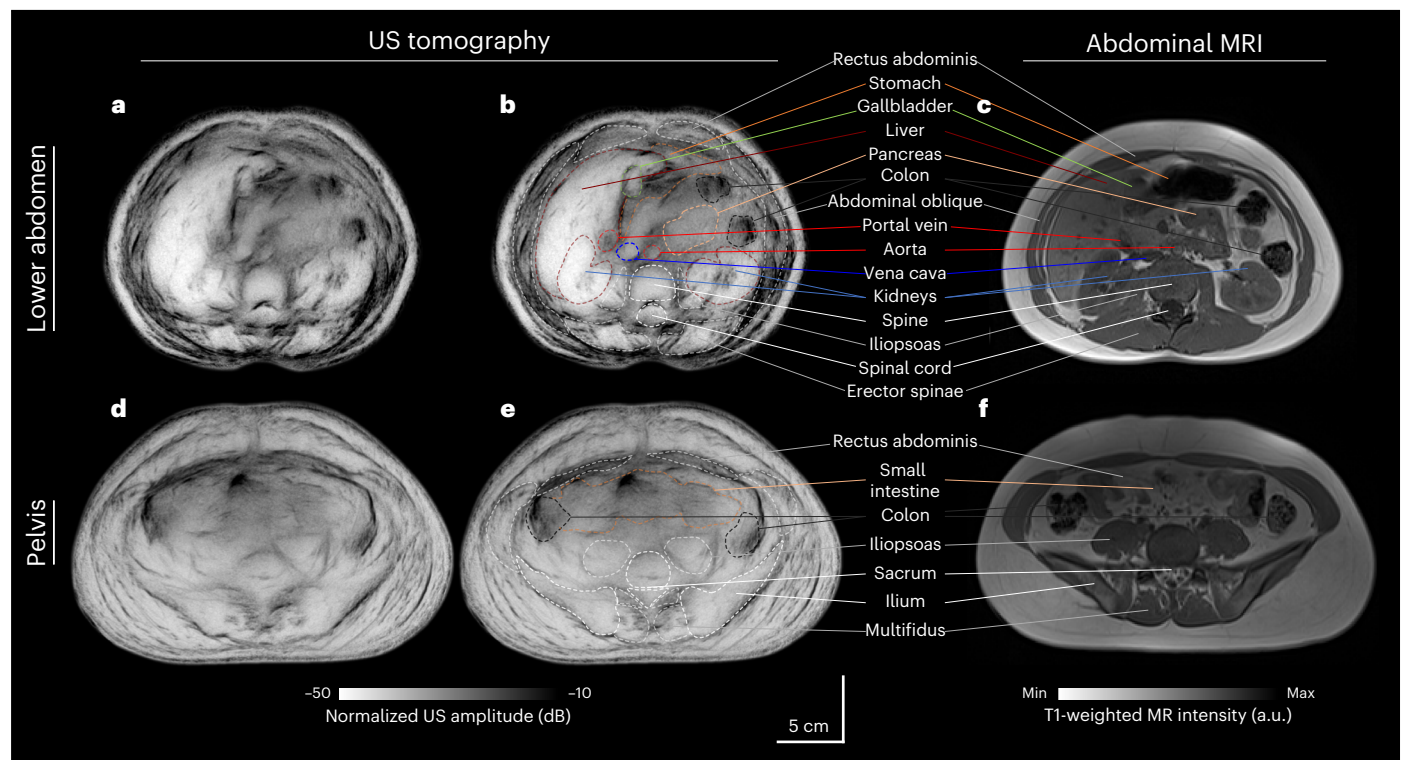 US tomography
Abdominal MRI
Lower abdomen
a
b
c
Rectus abdominis
Stomach
Gallbladder
Liver
Pancreas
Colon
Abdominal oblique
Portal vein
Aorta
Vena cava
Kidneys
Spine
Iliopsoas
Spinal cord
Erector spinae
Pelvis
d
e
f
Rectus abdominis
Small
intestine
Colon
Iliopsoas
Sacrum
Ilium
Multifidus
–50
–10
Normalized US amplitude (dB)
5 cm
Min
Max
T1-weighted MR intensity (a.u.)